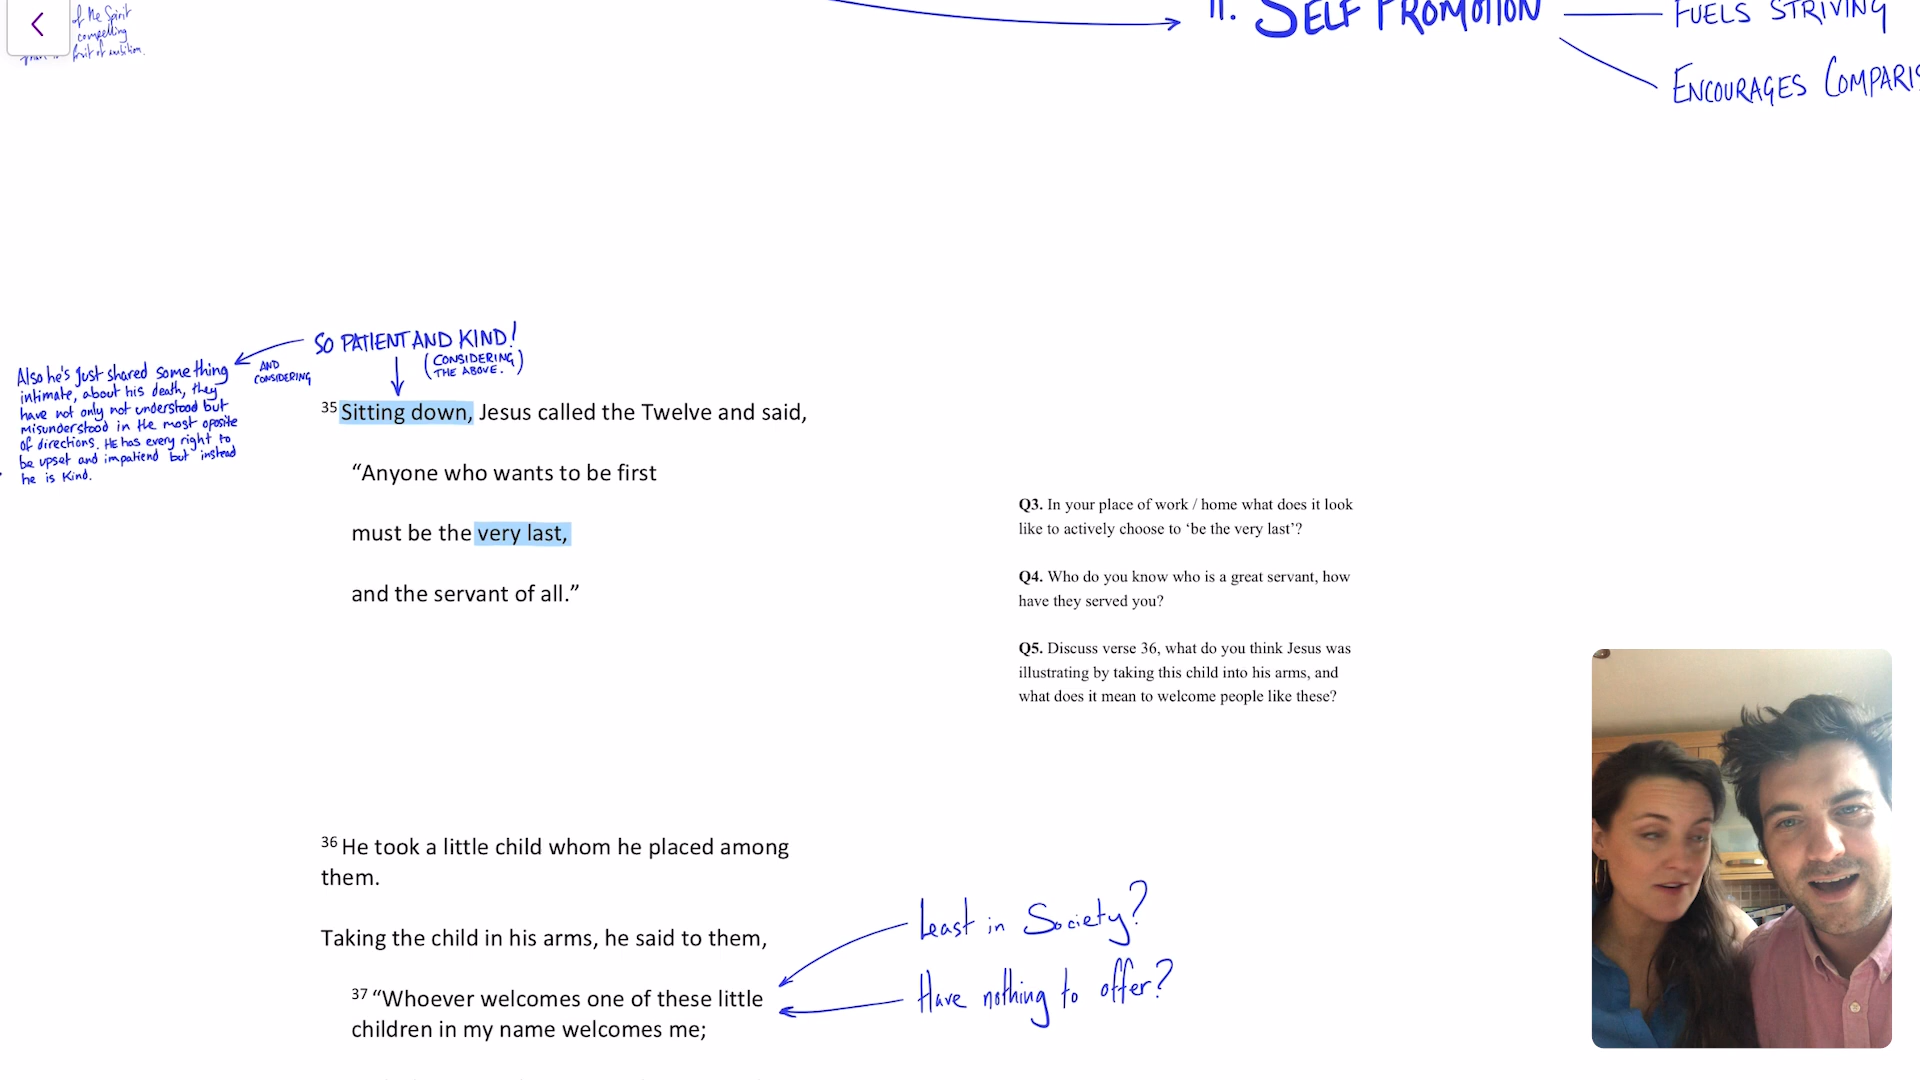 of the Spirit
compelling
fruit of ambition.
II. SELF PROMOTION
FUELS STRIVING
ENCOURAGES COMPARIS
SO PATIENT AND KIND!
(CONSIDERING
THE ABOVE.)
AND
CONSIDERING
Also he's just shared something
intimate, about his death, they
have not only not understood but
misunderstood in the most oposite
of directions. HE has every right to
be upset and impatiend but instead
he is Kind.
35 Sitting down, Jesus called the Twelve and said,
“Anyone who wants to be first
must be the very last,
and the servant of all.”
Q3. In your place of work / home what does it look
like to actively choose to ‘be the very last’?
Q4. Who do you know who is a great servant, how
have they served you?
Q5. Discuss verse 36, what do you think Jesus was
illustrating by taking this child into his arms, and
what does it mean to welcome people like these?
36 He took a little child whom he placed among
them.
Taking the child in his arms, he said to them,
37 “Whoever welcomes one of these little
children in my name welcomes me;
Least in Society?
Have nothing to offer?